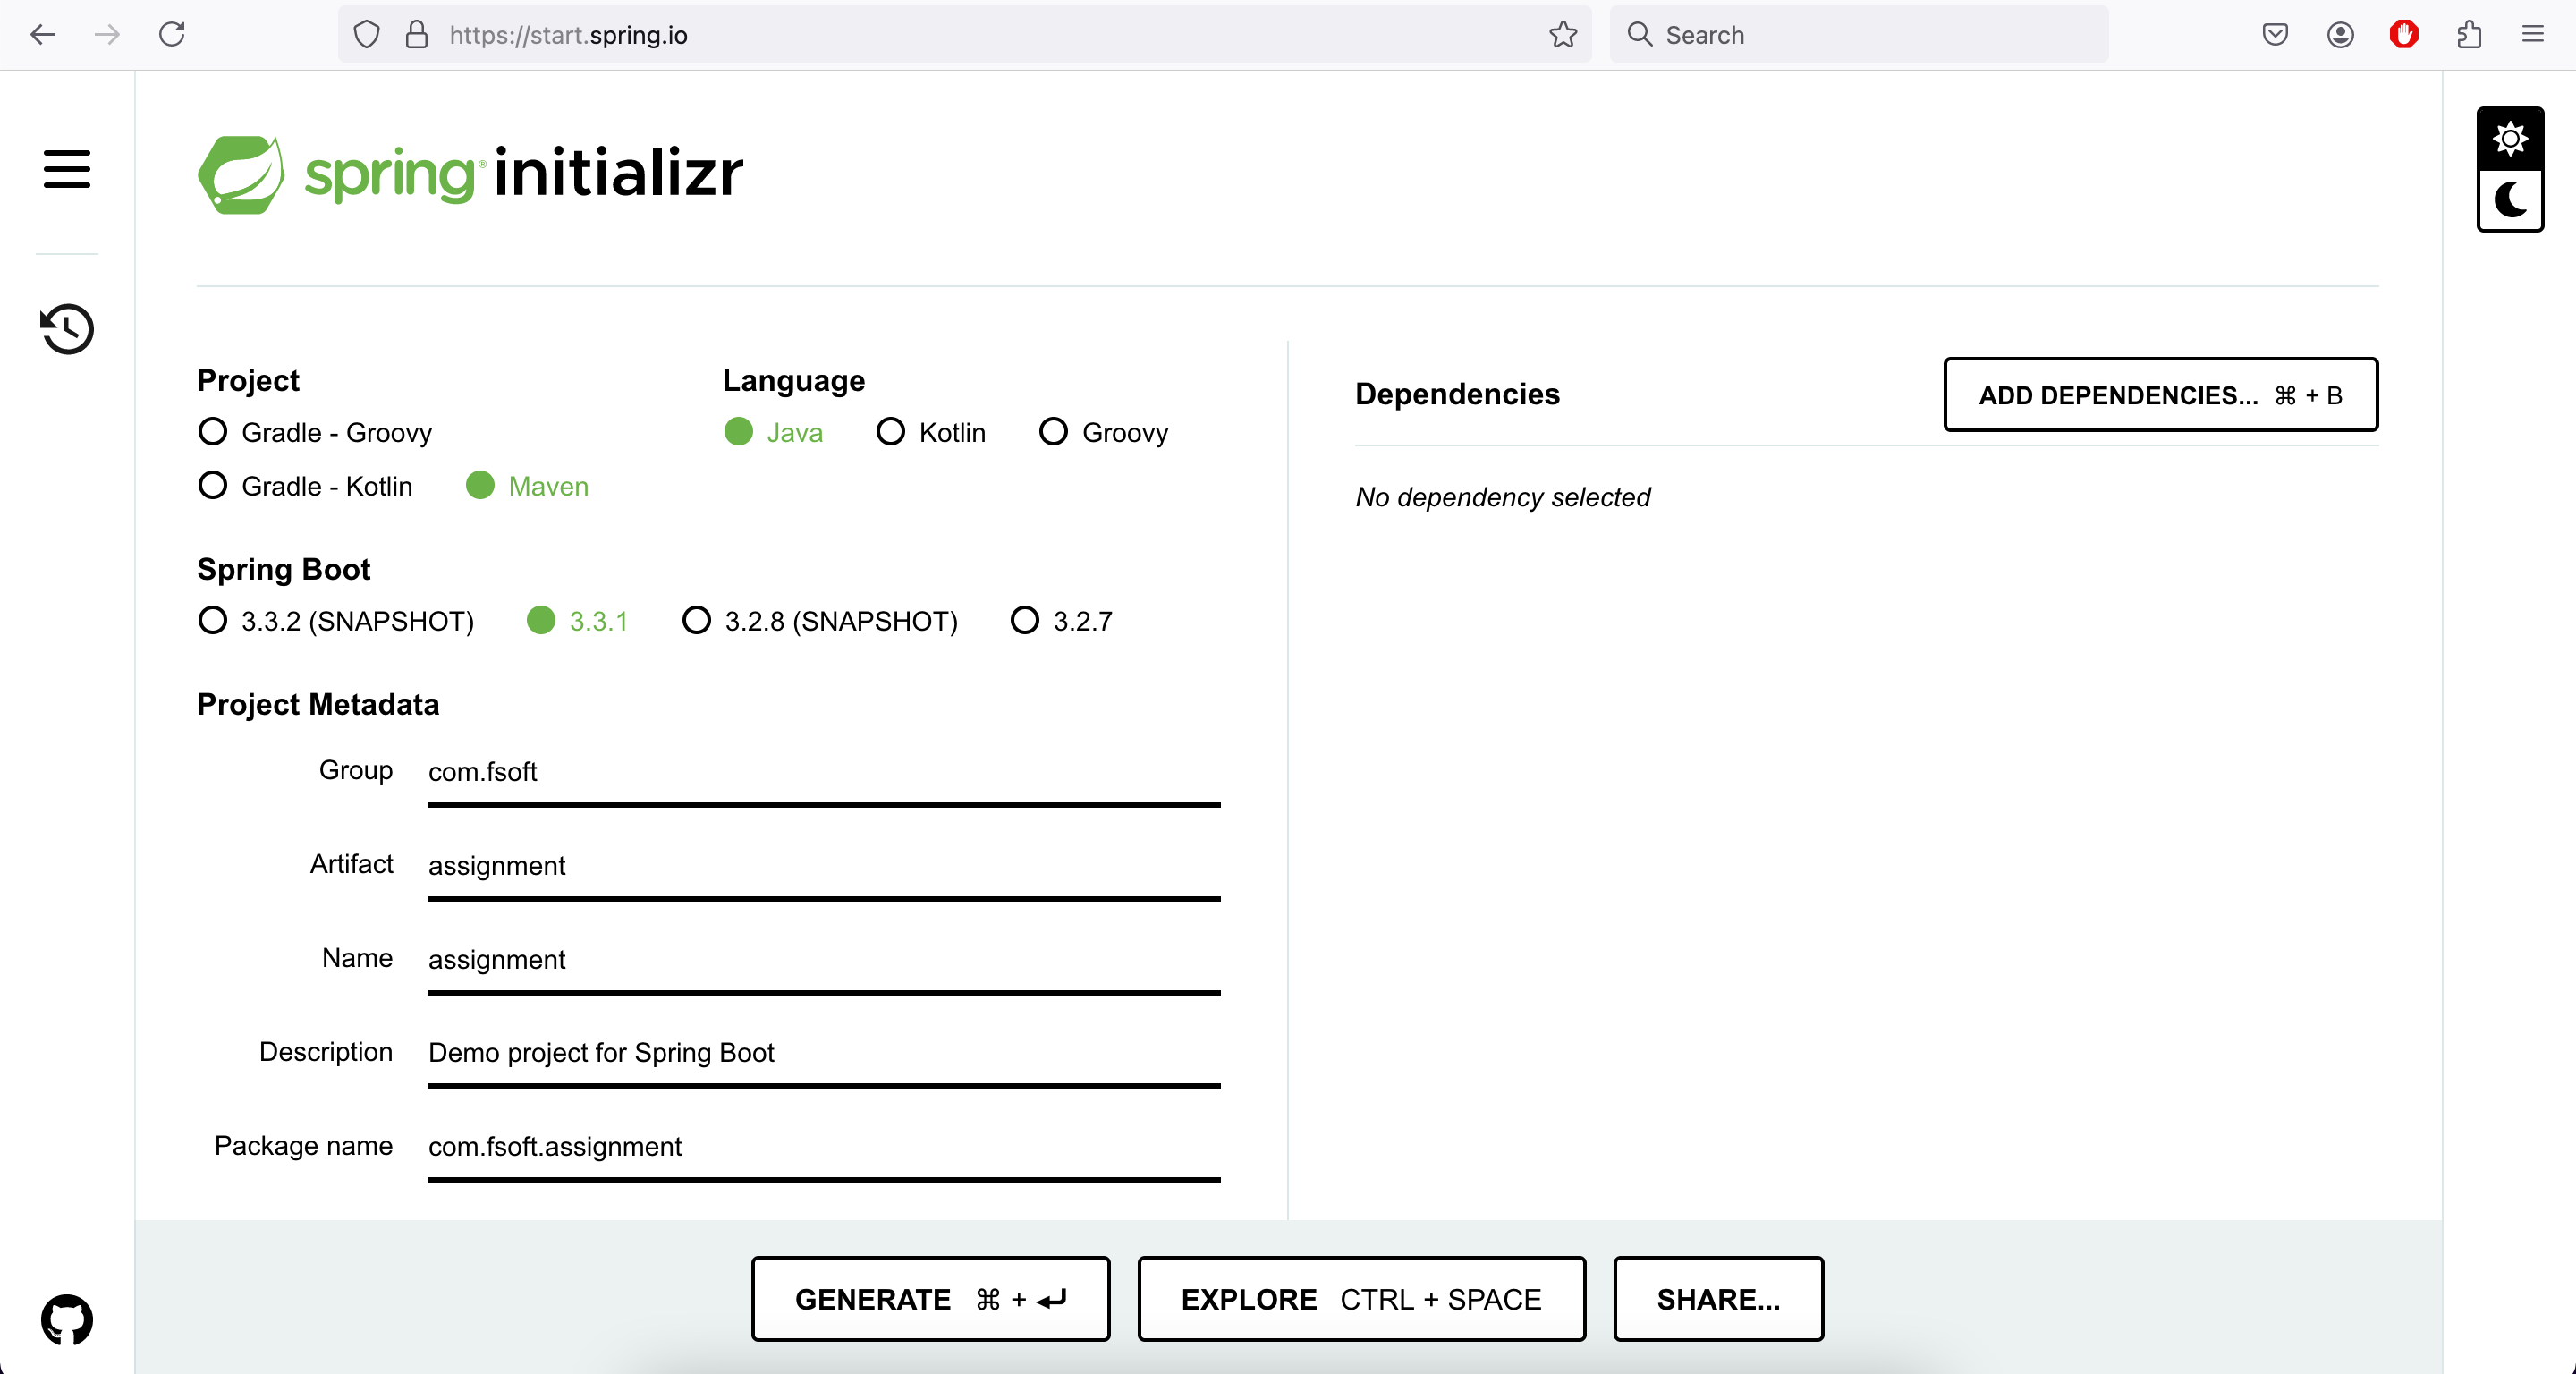 https://start.spring.io
Search
spring® initializr
Project
Gradle - Groovy
Gradle - Kotlin
Maven
Language
Java
Kotlin
Groovy
Spring Boot
3.3.2 (SNAPSHOT)
3.3.1
3.2.8 (SNAPSHOT)
3.2.7
Project Metadata
Group
com.fsoft
Artifact
assignment
Name
assignment
Description
Demo project for Spring Boot
Package name
com.fsoft.assignment
Dependencies
ADD DEPENDENCIES... ⌘ + B
No dependency selected
GENERATE ⌘ + ⏎
EXPLORE CTRL + SPACE
SHARE...